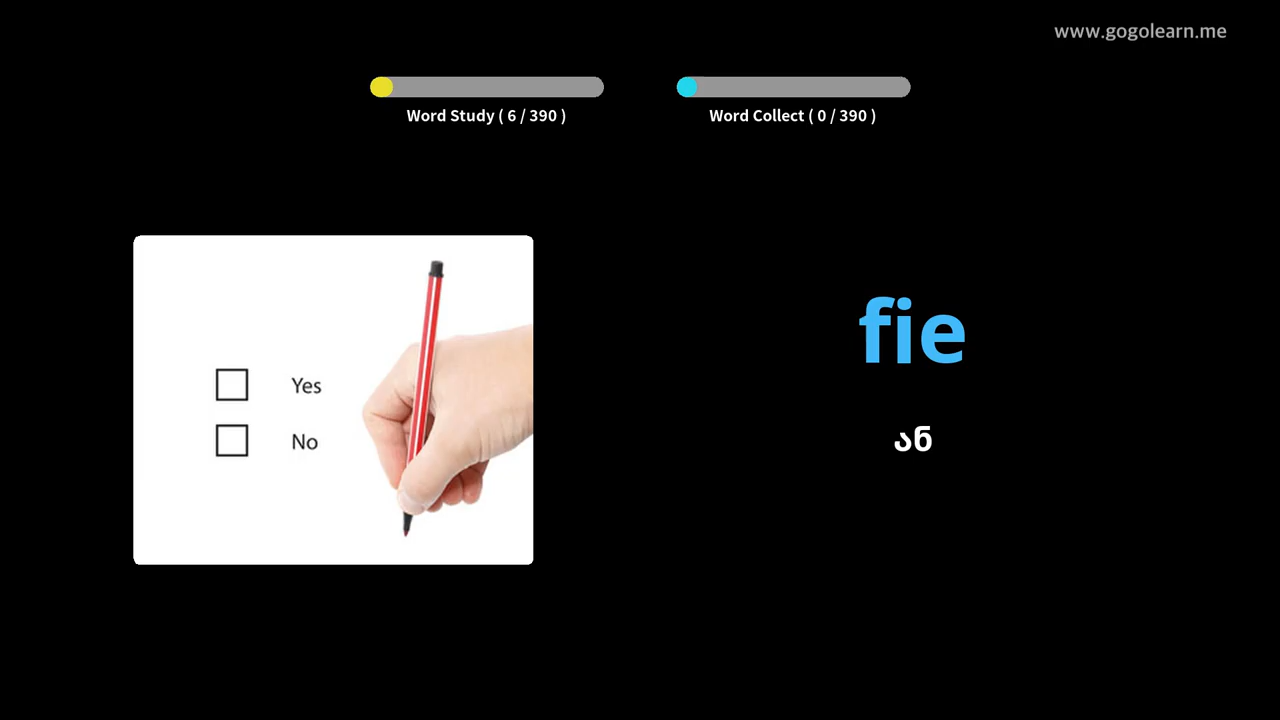 www.gogolearn.me
Word Study ( 6 / 390 )
Word Collect ( 0 / 390 )
Yes
No
fie
ან